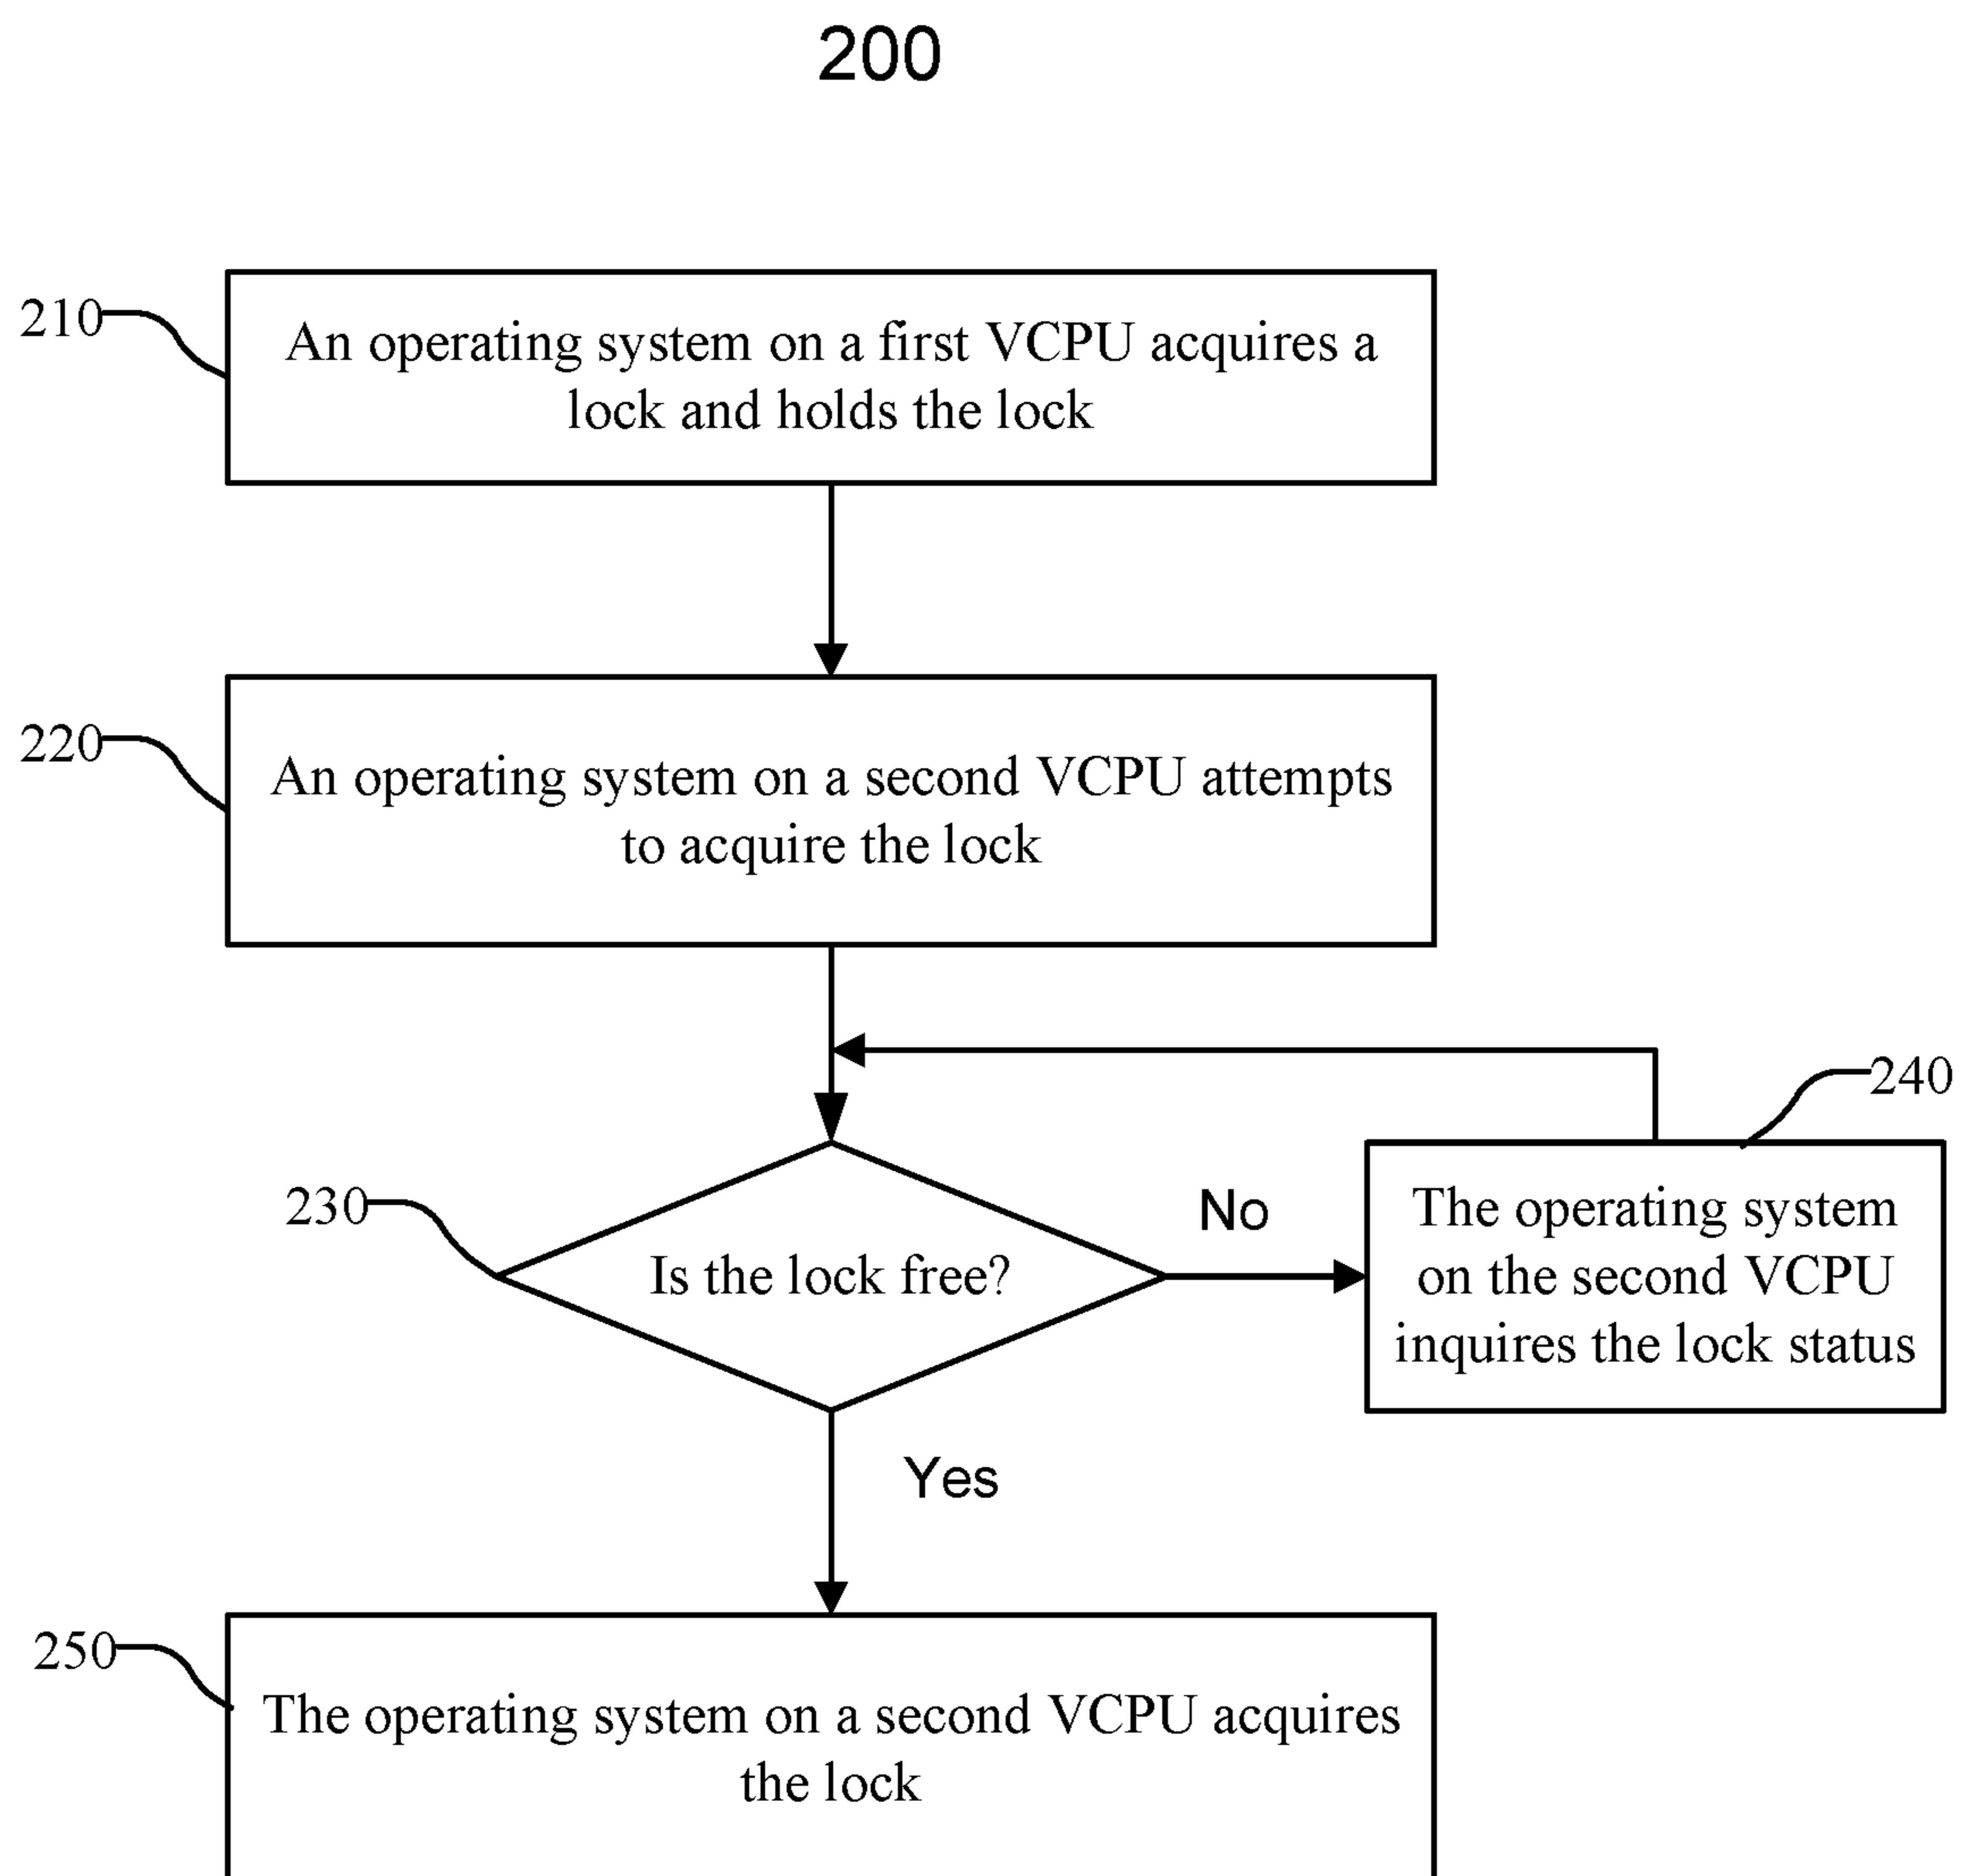 200
210
An operating system on a first VCPU acquires a
lock and holds the lock
220
An operating system on a second VCPU attempts
to acquire the lock
240
230
Is the lock free?
No
The operating system
on the second VCPU
inquires the lock status
Yes
250
The operating system on a second VCPU acquires
the lock